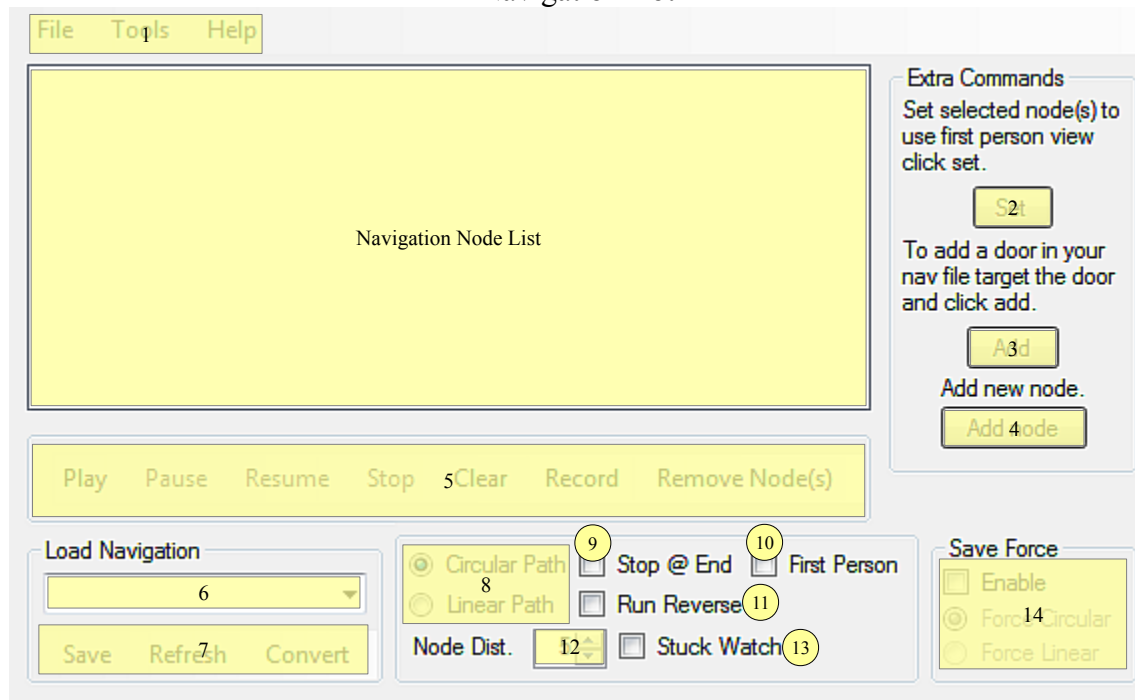 File Tools Help
1
Extra Commands
Set selected node(s) to
use first person view
click set.
Set
2
Navigation Node List
To add a door in your
nav file target the door
and click add.
Add
3
Add new node.
Add node
4
Play Pause Resume Stop Clear Record Remove Node(s)
5
Load Navigation
6
Save Refresh Convert
7
Circular Path
8
Linear Path
9
Stop @ End
10
First Person
Run Reverse
11
Node Dist.
5
12
Stuck Watch
13
Save Force
Enable
Force Circular
14
Force Linear